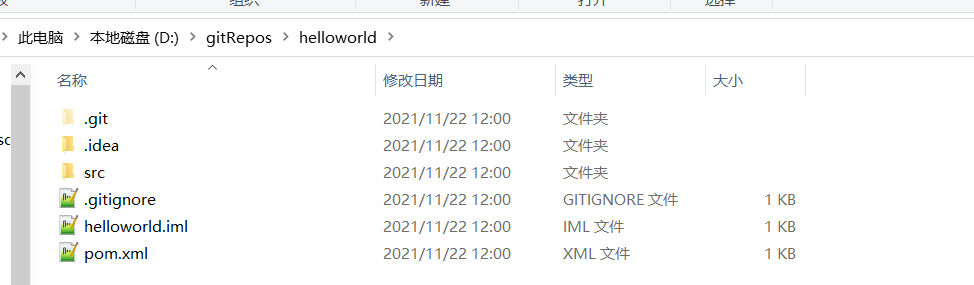 组织 新建 打开 选择
此电脑 本地磁盘 (D:) gitRepos helloworld
名称 修改日期 类型 大小
.git 2021/11/22 12:00 文件夹
.idea 2021/11/22 12:00 文件夹
src 2021/11/22 12:00 文件夹
.gitignore 2021/11/22 12:00 GITIGNORE 文件 1 KB
helloworld.iml 2021/11/22 12:00 IML 文件 1 KB
pom.xml 2021/11/22 12:00 XML 文件 1 KB